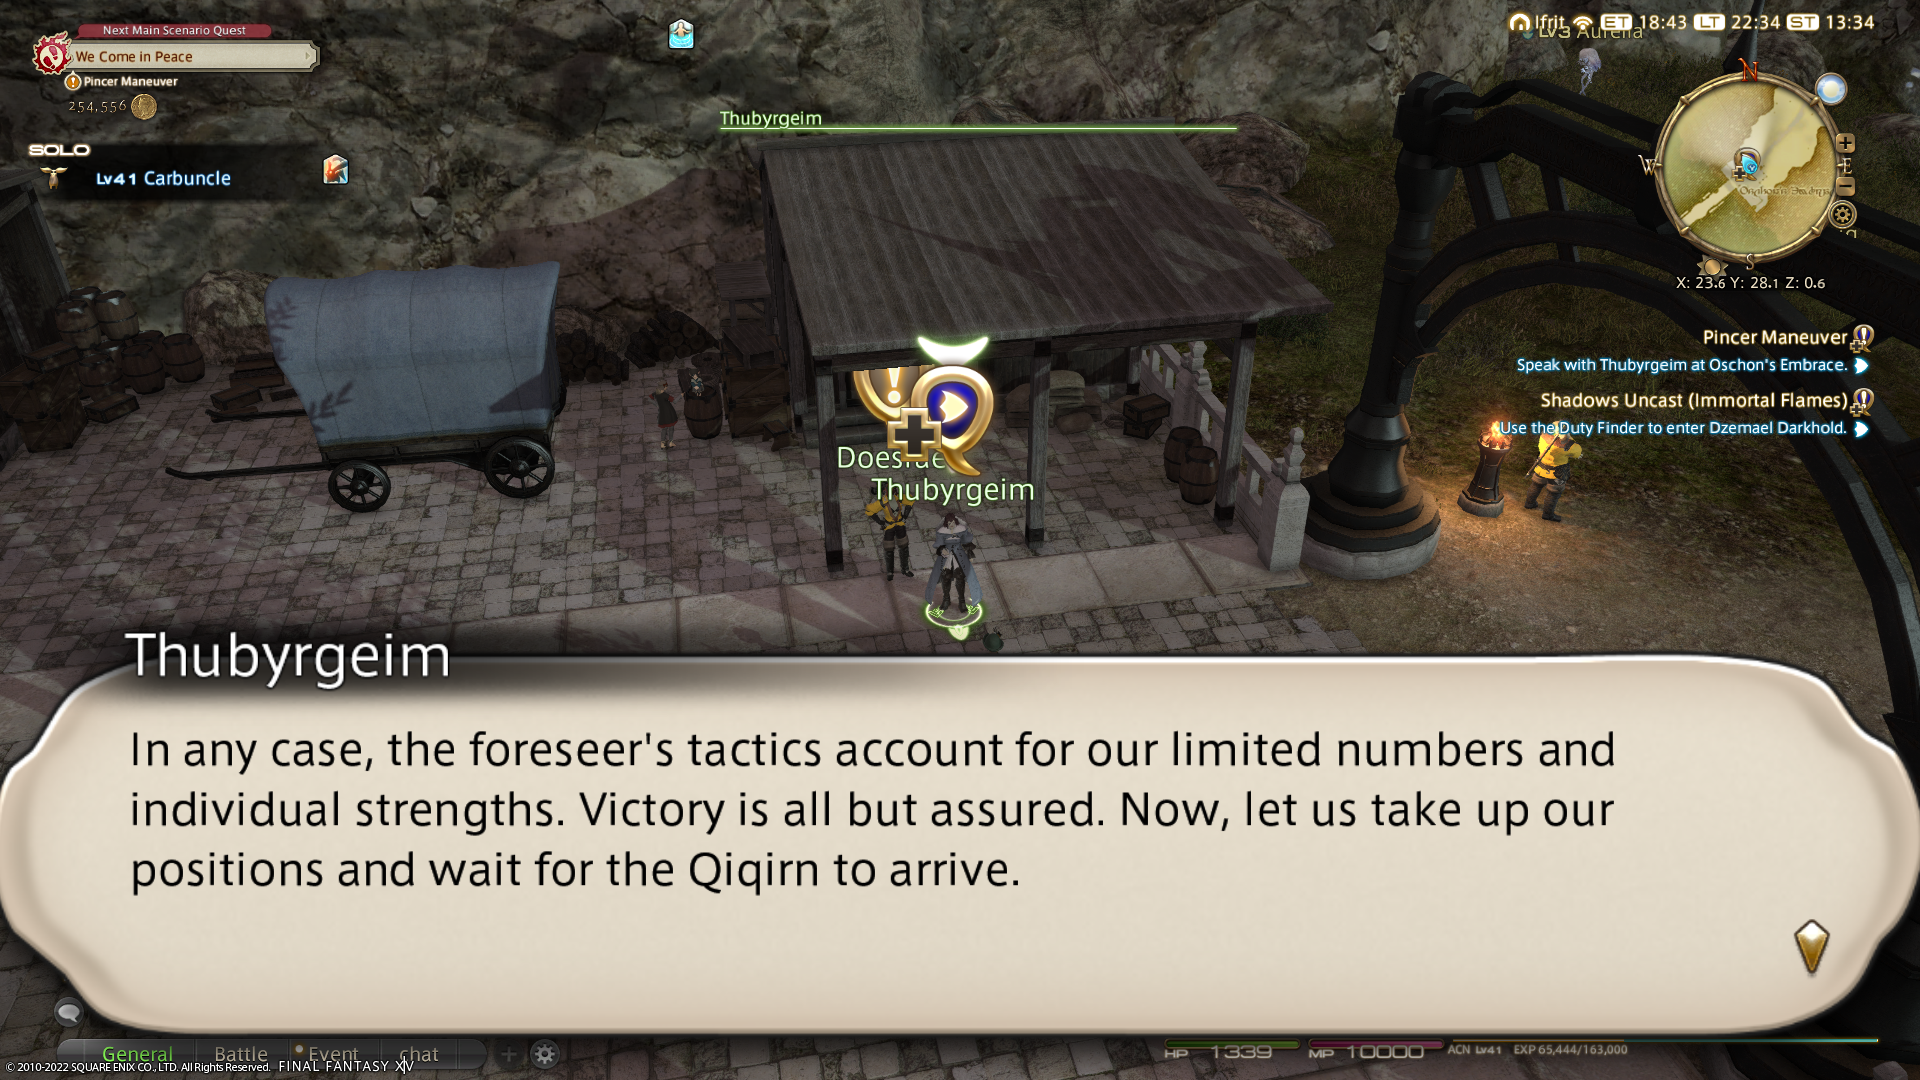 Next Main Scenario Quest
We Come in Peace
Pincer Maneuver
254,556
SOLO
Lv41 Carbuncle
Thubyrgeim
Ifrit ET 18:43 LT 22:34 ST 13:34
Lv3 Aurelia
N
W
E
S
X: 23.6 Y: 28.1 Z: 0.6
Pincer Maneuver
Speak with Thubyrgeim at Oschon's Embrace.
Shadows Uncast (Immortal Flames)
Use the Duty Finder to enter Dzemael Darkhold.
Thubyrgeim
Thubyrgeim
In any case, the foreseer's tactics account for our limited numbers and
individual strengths. Victory is all but assured. Now, let us take up our
positions and wait for the Qiqirn to arrive.
General Battle Event chat
HP 1339 MP 10000 ACN Lv41 EXP 65,444/163,000
© 2010-2022 SQUARE ENIX CO., LTD. All Rights Reserved. FINAL FANTASY XIV